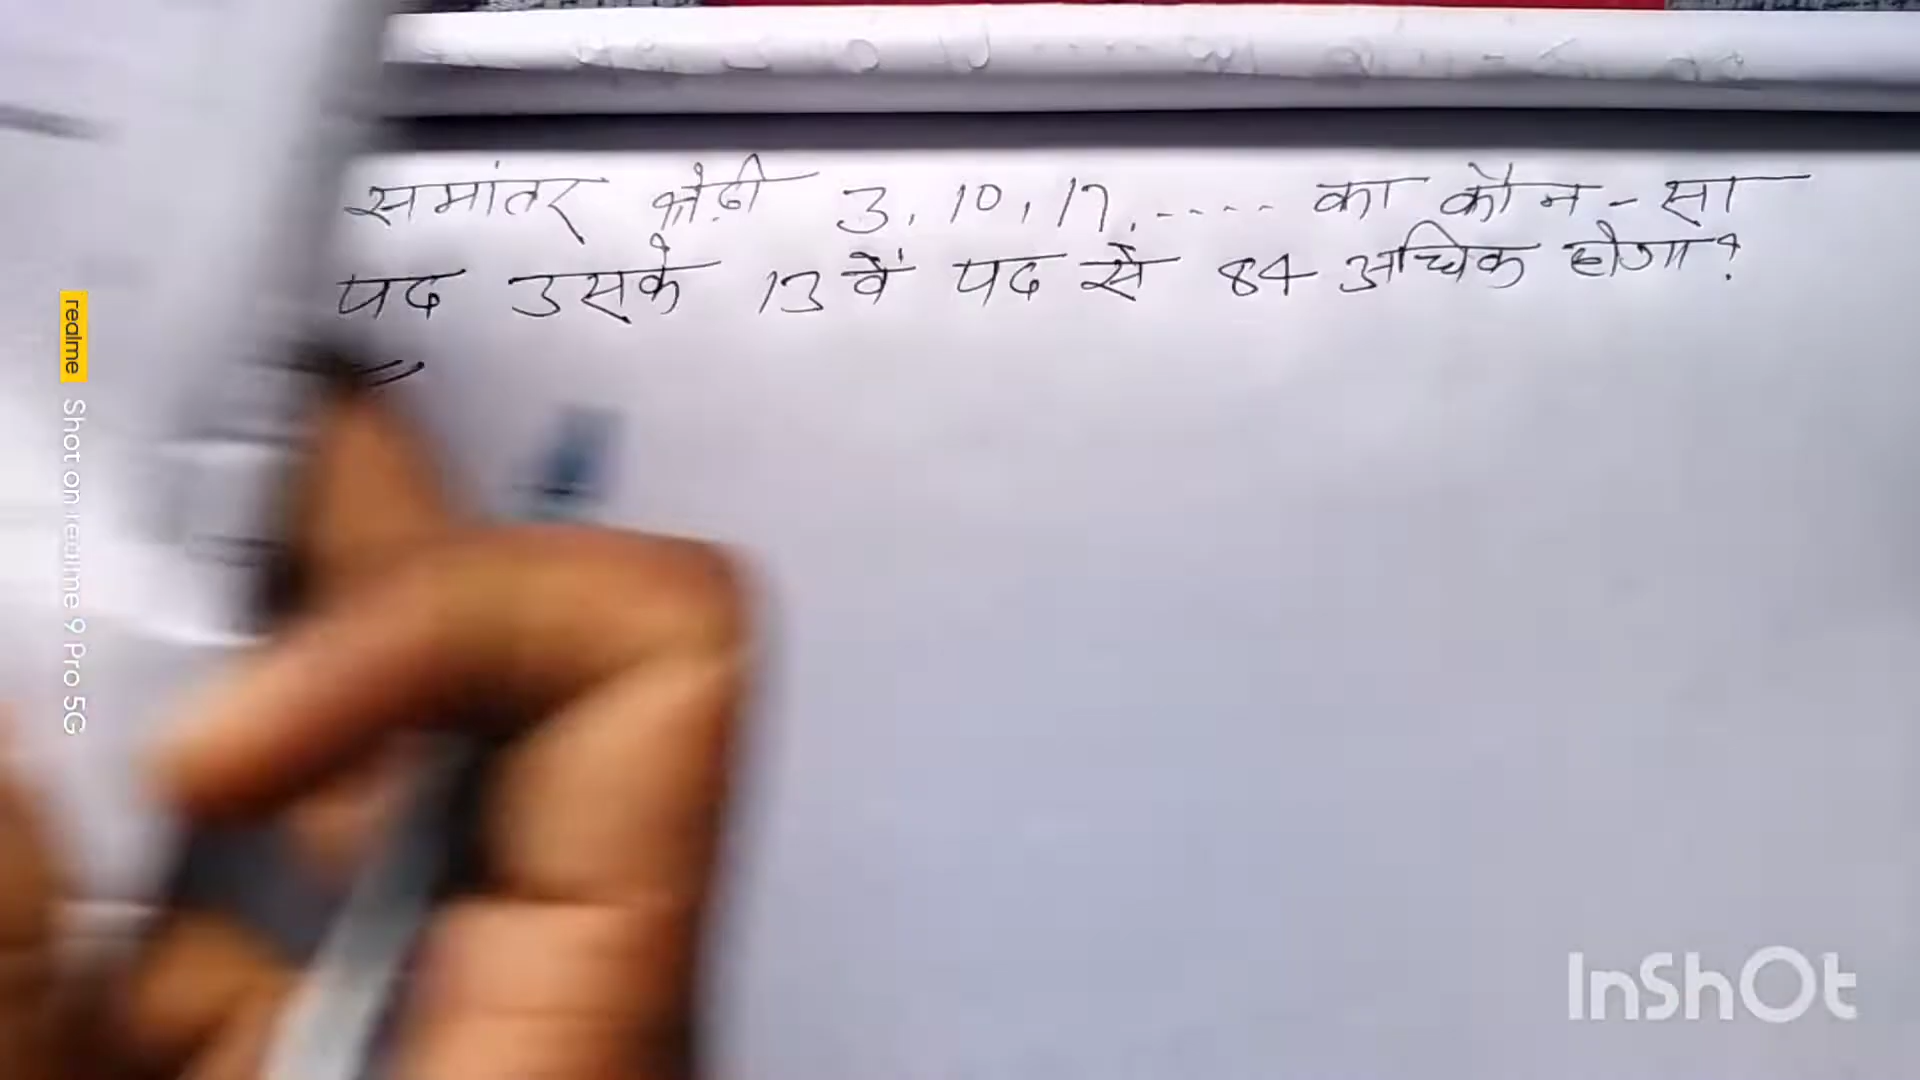 समांतर श्रेढ़ी 3, 10, 17, .---- का कौन-सा
पद उसके 13 वें पद से 84 अधिक होगा?
realme Shot on realme 9 Pro 5G
InShOt